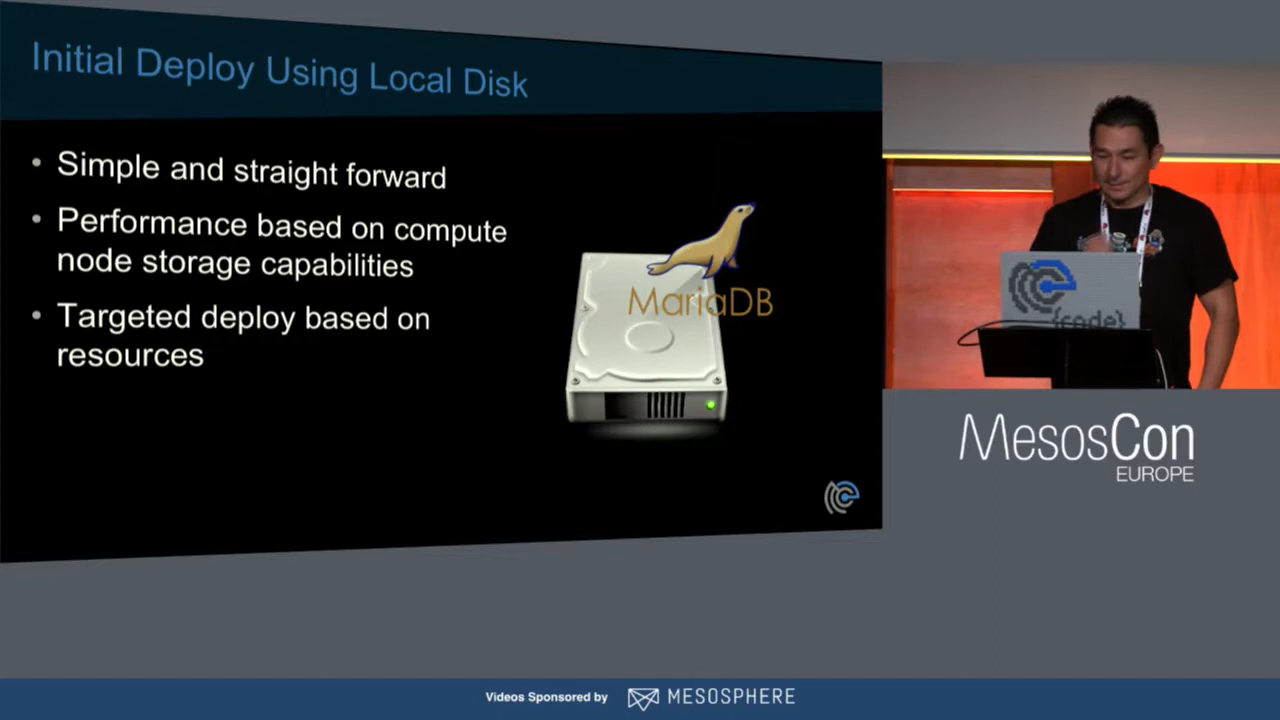 Initial Deploy Using Local Disk
• Simple and straight forward
• Performance based on compute
node storage capabilities
• Targeted deploy based on
resources
MariaDB
{code}
MesosCon
EUROPE
Videos Sponsored by
MESOSPHERE